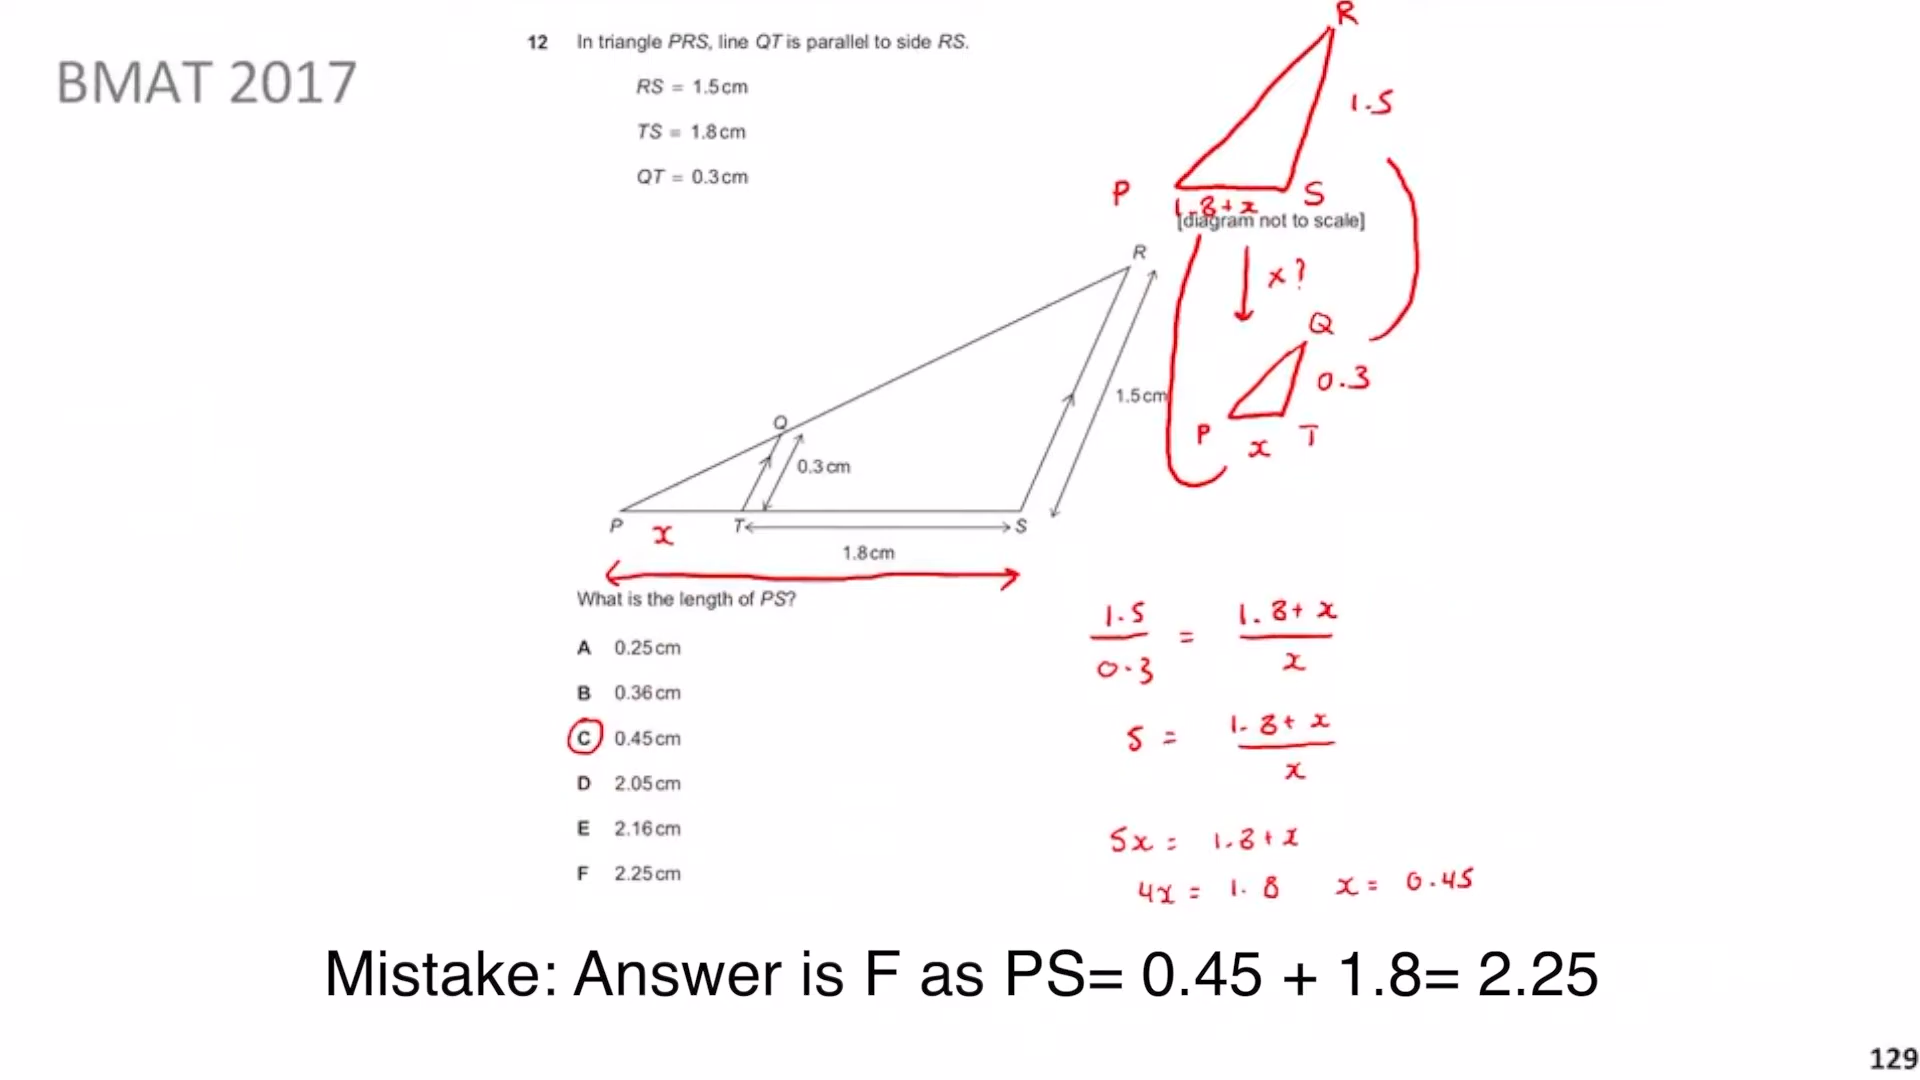 BMAT 2017
12 In triangle PRS, line QT is parallel to side RS.
RS = 1.5 cm
TS = 1.8 cm
QT = 0.3 cm
R
1.5
P
S
1.8+x
[diagram not to scale]
x?
Q
0.3
P
x
T
R
Q
1.5 cm
0.3 cm
P
x
T
S
1.8 cm
What is the length of PS?
A 0.25 cm
B 0.36 cm
C 0.45 cm
D 2.05 cm
E 2.16 cm
F 2.25 cm
1.5 / 0.3 = 1.8+x / x
5 = 1.8+x / x
5x = 1.8+x
4x = 1.8 x = 0.45
Mistake: Answer is F as PS= 0.45 + 1.8= 2.25
129